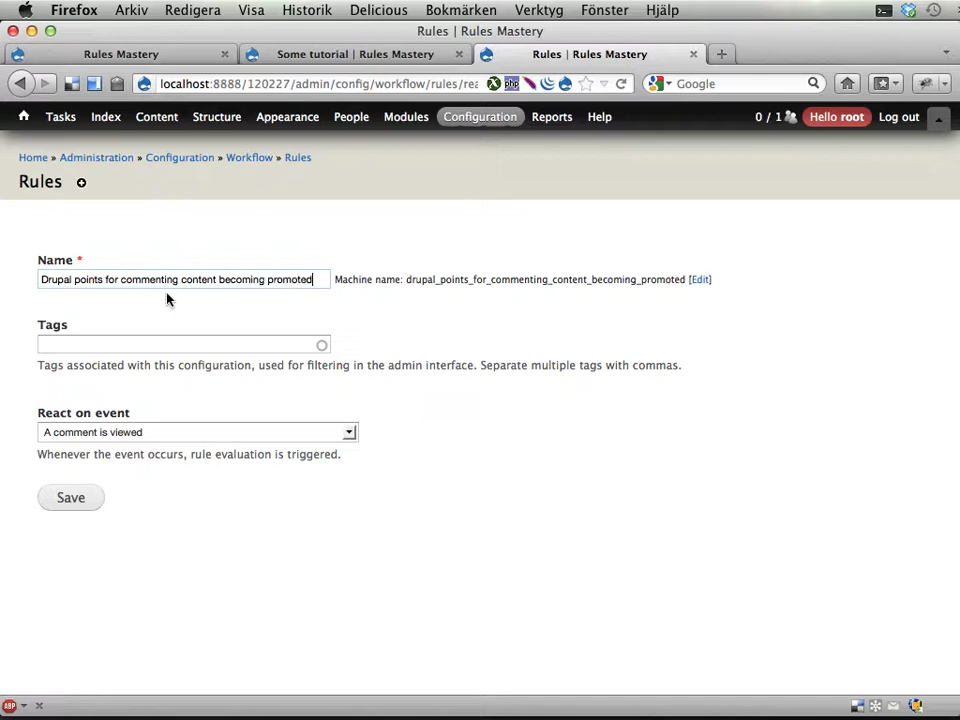 Firefox Arkiv Redigera Visa Historik Delicious Bokmärken Verktyg Fönster Hjälp
Rules | Rules Mastery
Rules Mastery Some tutorial | Rules Mastery Rules | Rules Mastery
localhost:8888/120227/admin/config/workflow/rules/rea Google
Tasks Index Content Structure Appearance People Modules Configuration Reports Help 0 / 1 Hello root Log out
Home » Administration » Configuration » Workflow » Rules
Rules
Name *
Drupal points for commenting content becoming promoted Machine name: drupal_points_for_commenting_content_becoming_promoted [Edit]
Tags
Tags associated with this configuration, used for filtering in the admin interface. Separate multiple tags with commas.
React on event
A comment is viewed
Whenever the event occurs, rule evaluation is triggered.
Save
ABP